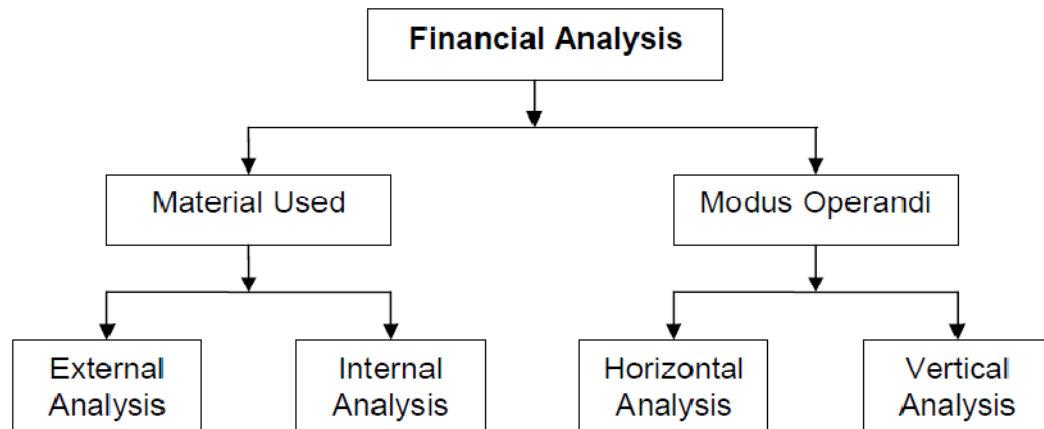 Financial Analysis
Material Used
Modus Operandi
External
Analysis
Internal
Analysis
Horizontal
Analysis
Vertical
Analysis